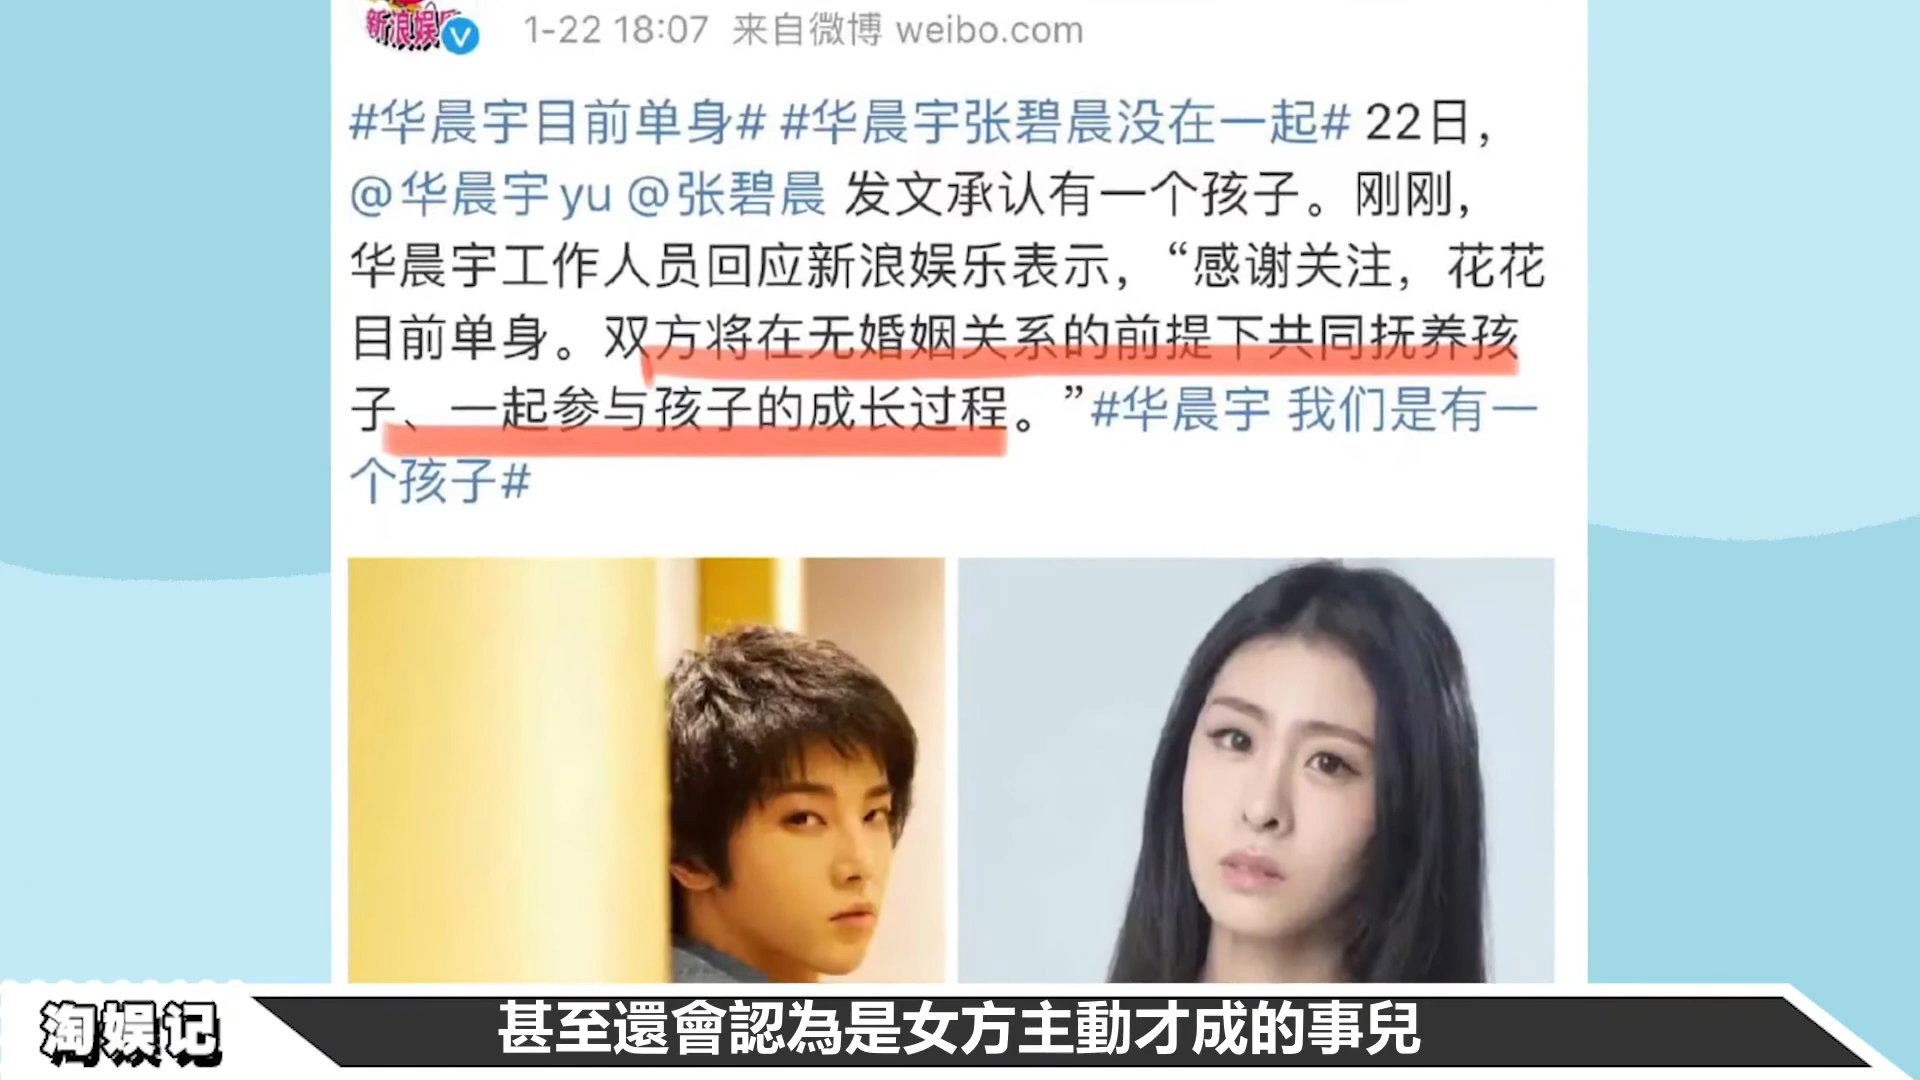 新浪娱乐
1-22 18:07 来自微博 weibo.com
#华晨宇目前单身# #华晨宇张碧晨没在一起# 22日，
@华晨宇yu @张碧晨 发文承认有一个孩子。刚刚，
华晨宇工作人员回应新浪娱乐表示，“感谢关注，花花
目前单身。双方将在无婚姻关系的前提下共同抚养孩
子、一起参与孩子的成长过程。”#华晨宇 我们是有一
个孩子#
淘娱记
甚至還會認為是女方主動才成的事兒